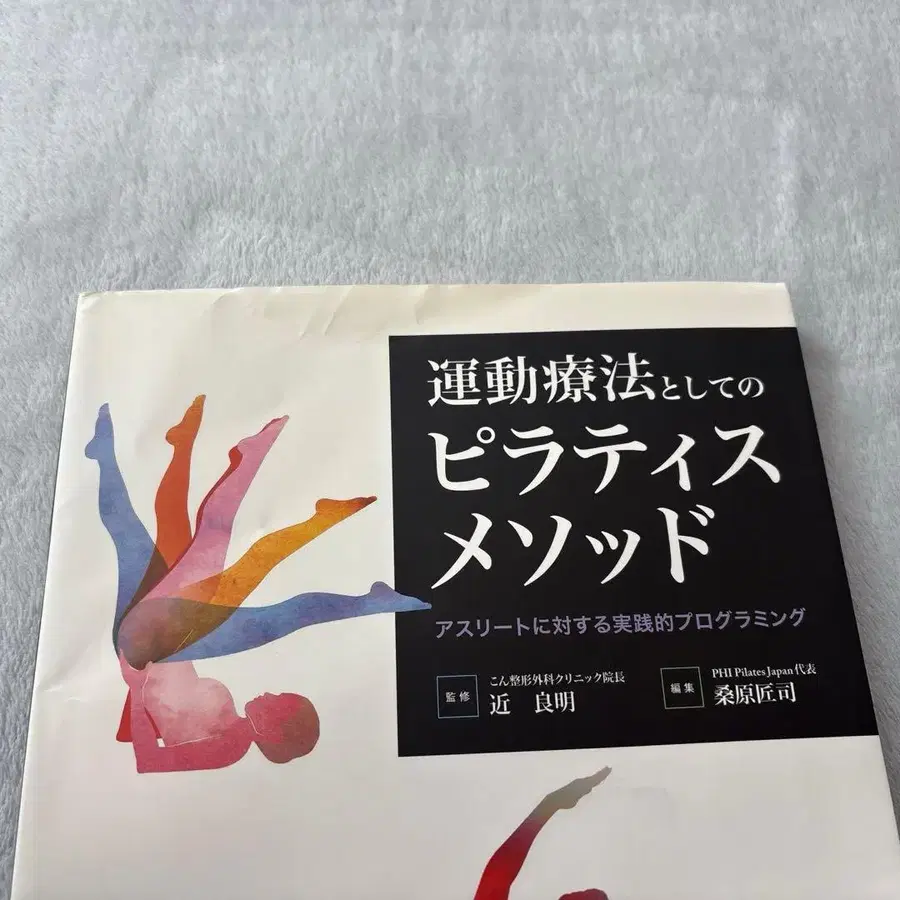 運動療法としての
ピラティス
メソッド
アスリートに対する実践的プログラミング
監修
こん整形外科クリニック院長
近 良明
編集
PHI Pilates Japan 代表
桑原匠司